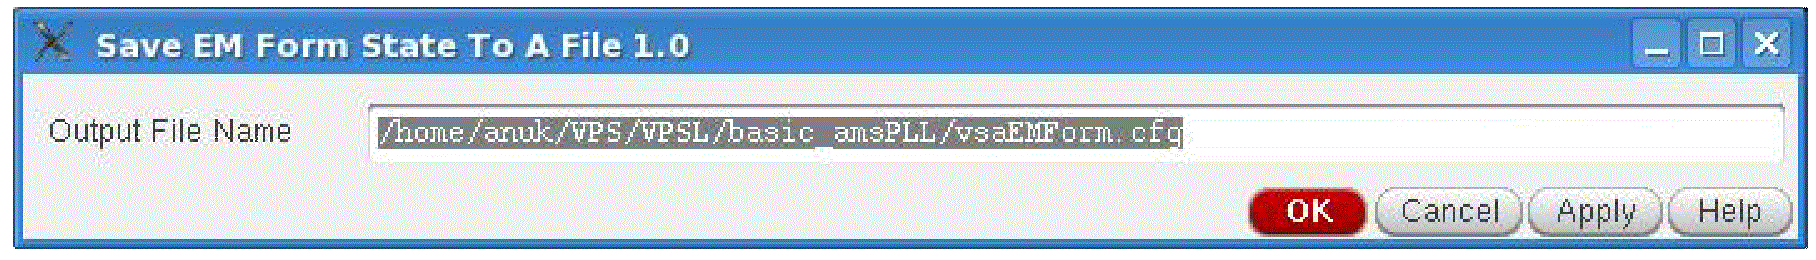 Save EM Form State To A File 1.0
Output File Name
/home/anuk/VPS/VPSL/basic_amsPLL/vsaEMForm.cfg
OK Cancel Apply Help